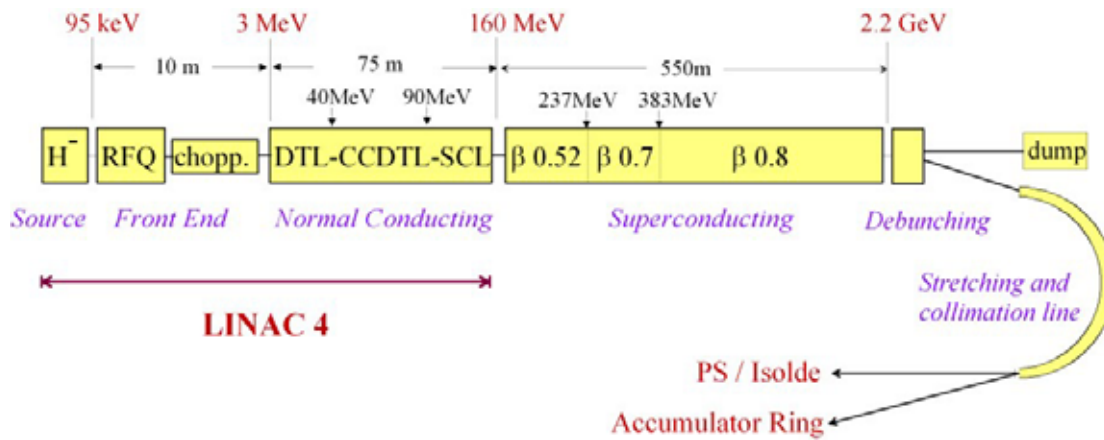 95 keV 3 MeV 160 MeV 2.2 GeV
10 m 75 m 550m
40MeV 90MeV 237MeV 383MeV
H⁻ RFQ chopp. DTL-CCDTL-SCL β 0.52 β 0.7 β 0.8 dump
Source Front End Normal Conducting Superconducting Debunching
Stretching and
collimation line
LINAC 4
PS / Isolde
Accumulator Ring